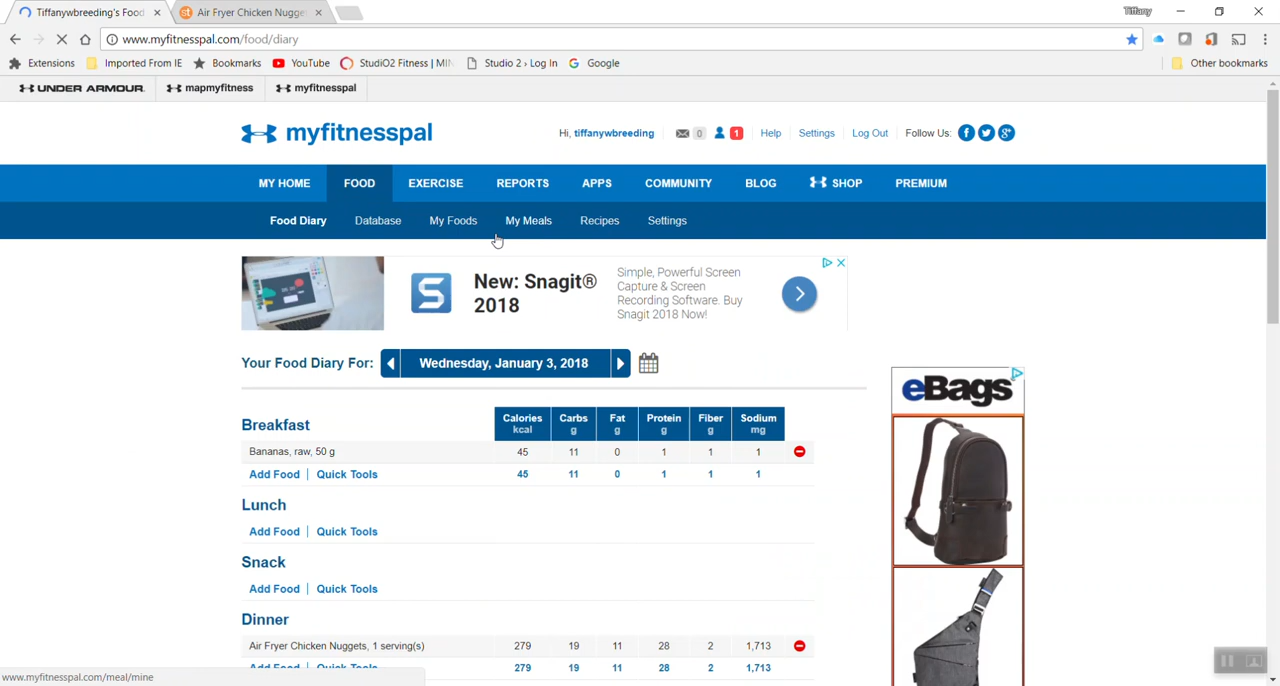 Tiffanywbreeding's Food
Air Fryer Chicken Nugge
Tiffany
www.myfitnesspal.com/food/diary
Extensions Imported From IE Bookmarks YouTube StudiO2 Fitness | MIN Studio 2 › Log In Google Other bookmarks
UNDER ARMOUR. mapmyfitness myfitnesspal
myfitnesspal
Hi, tiffanywbreeding 0 1 Help Settings Log Out Follow Us:
MY HOME FOOD EXERCISE REPORTS APPS COMMUNITY BLOG SHOP PREMIUM
Food Diary Database My Foods My Meals Recipes Settings
S
New: Snagit®
2018
Simple, Powerful Screen
Capture & Screen
Recording Software. Buy
Snagit 2018 Now!
Your Food Diary For: Wednesday, January 3, 2018
eBags
Breakfast Calories Carbs Fat Protein Fiber Sodium
kcal g g g g mg
Bananas, raw, 50 g 45 11 0 1 1 1
Add Food | Quick Tools 45 11 0 1 1 1
Lunch
Add Food | Quick Tools
Snack
Add Food | Quick Tools
Dinner
Air Fryer Chicken Nuggets, 1 serving(s) 279 19 11 28 2 1,713
Add Food | Quick Tools 279 19 11 28 2 1,713
www.myfitnesspal.com/meal/mine